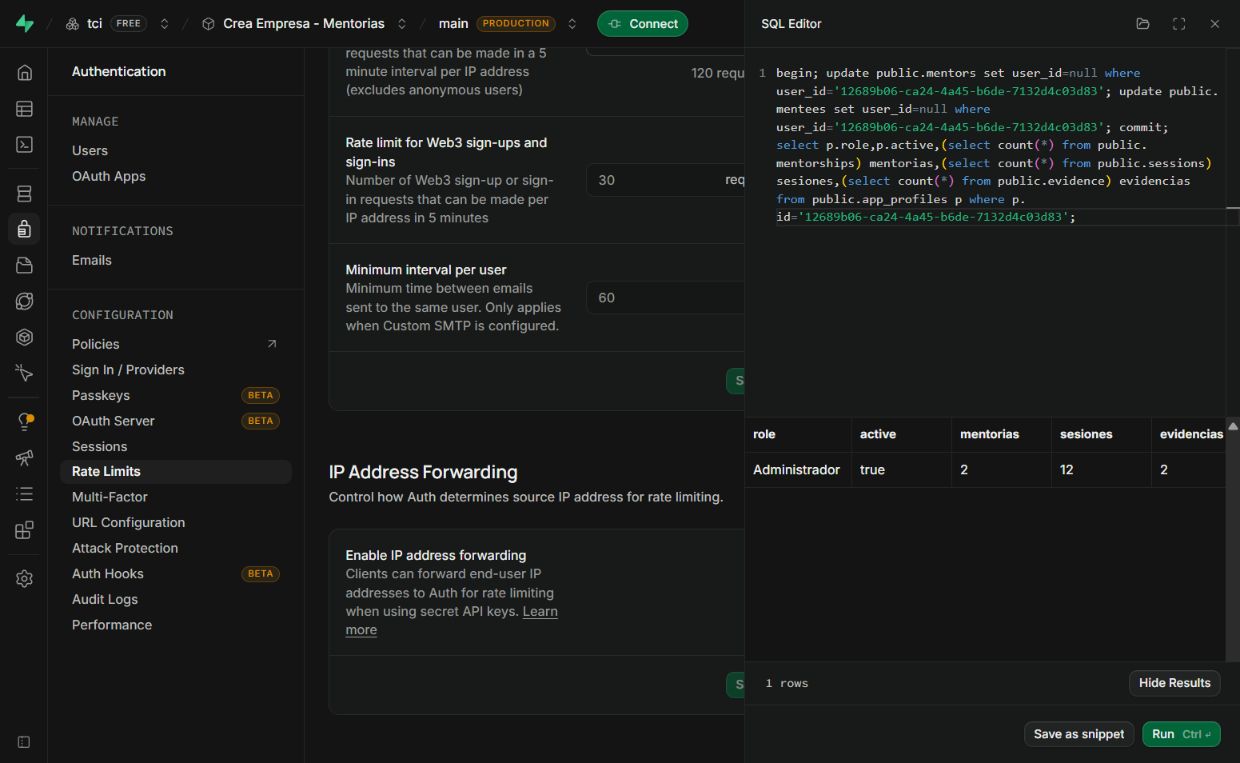 tci FREE
Crea Empresa - Mentorias
main PRODUCTION
Connect
SQL Editor
Authentication
MANAGE
Users
OAuth Apps
NOTIFICATIONS
Emails
CONFIGURATION
Policies
Sign In / Providers
Passkeys BETA
OAuth Server BETA
Sessions
Rate Limits
Multi-Factor
URL Configuration
Attack Protection
Auth Hooks BETA
Audit Logs
Performance
requests that can be made in a 5
minute interval per IP address
(excludes anonymous users)
120 requ
Rate limit for Web3 sign-ups and
sign-ins
Number of Web3 sign-up or sign-
in requests that can be made per
IP address in 5 minutes
30 req
Minimum interval per user
Minimum time between emails
sent to the same user. Only applies
when Custom SMTP is configured.
60
S
IP Address Forwarding
Control how Auth determines source IP address for rate limiting.
Enable IP address forwarding
Clients can forward end-user IP
addresses to Auth for rate limiting
when using secret API keys. Learn
more
S
1 begin; update public.mentors set user_id=null where
user_id='12689b06-ca24-4a45-b6de-7132d4c03d83'; update public.
mentees set user_id=null where
user_id='12689b06-ca24-4a45-b6de-7132d4c03d83'; commit;
select p.role,p.active,(select count(*) from public.
mentorships) mentorias,(select count(*) from public.sessions)
sesiones,(select count(*) from public.evidence) evidencias
from public.app_profiles p where p.
id='12689b06-ca24-4a45-b6de-7132d4c03d83';
role active mentorias sesiones evidencias
Administrador true 2 12 2
1 rows
Hide Results
Save as snippet
Run Ctrl ↵